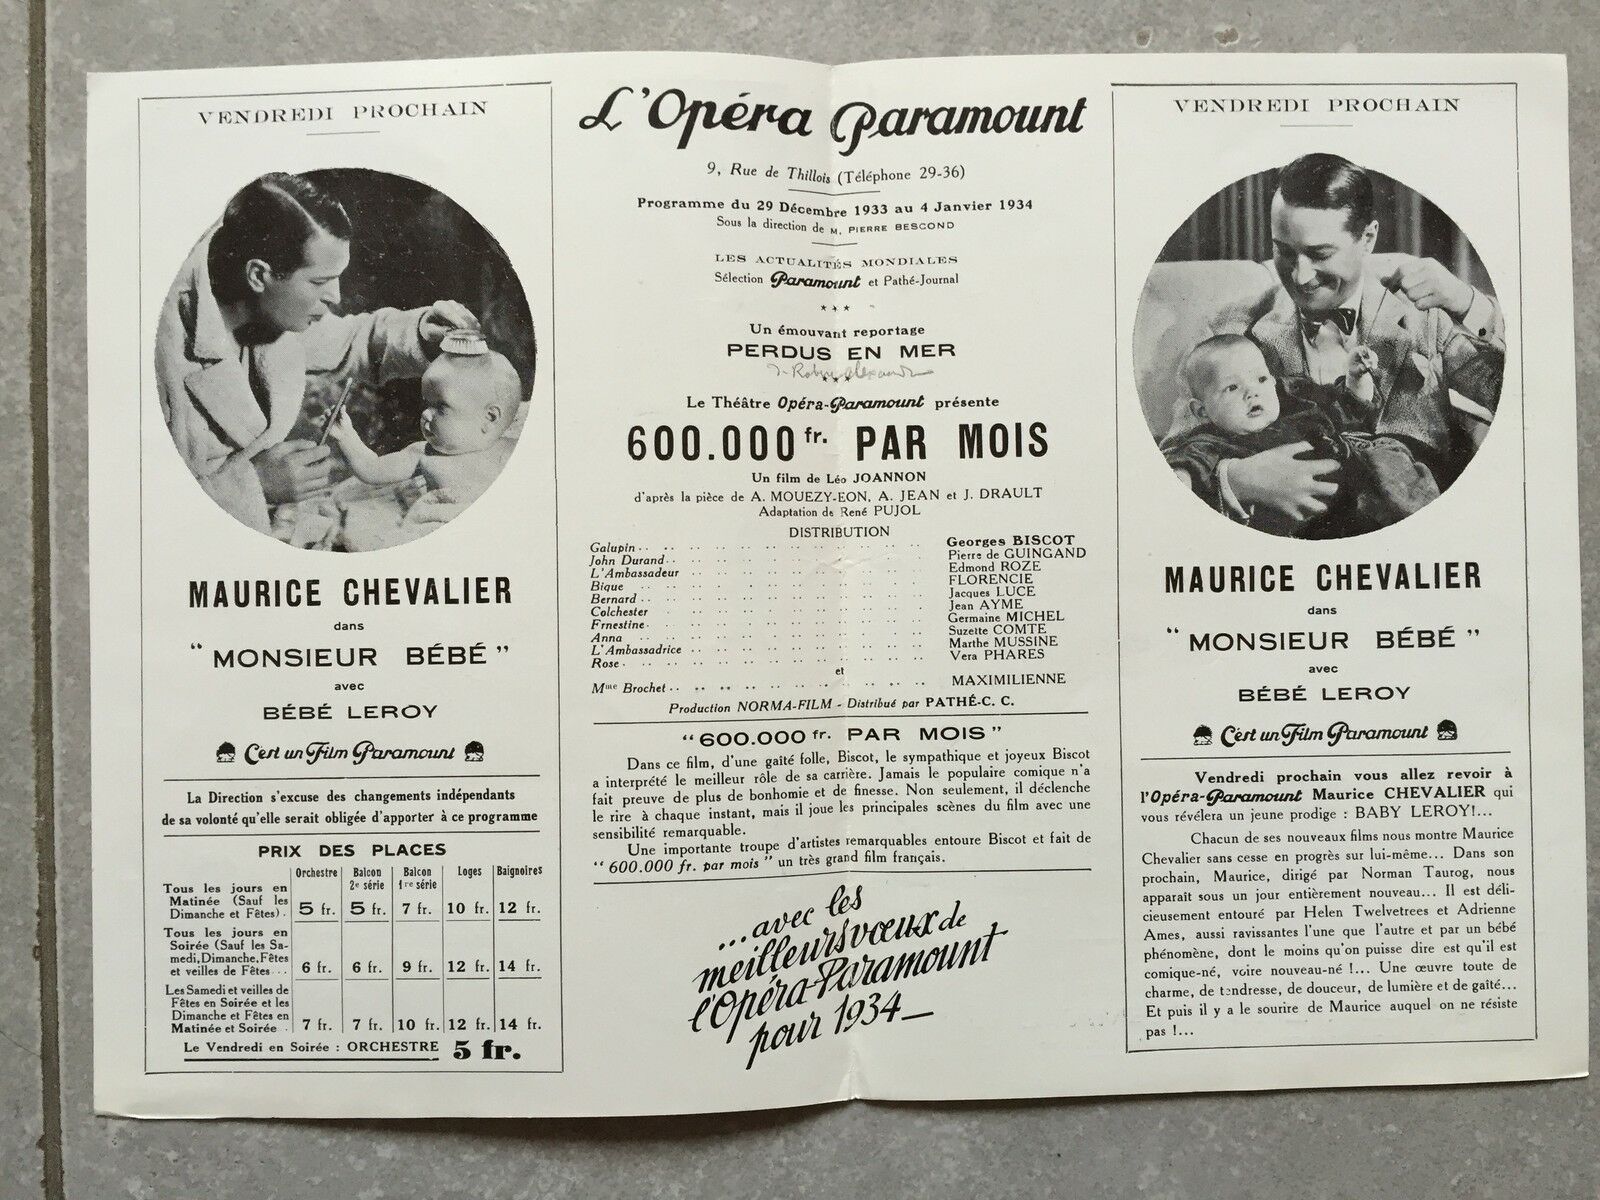 VENDREDI PROCHAIN
MAURICE CHEVALIER
dans
“ MONSIEUR BÉBÉ ”
avec
BÉBÉ LEROY
C'est un Film Paramount
La Direction s'excuse des changements indépendants
de sa volonté qu'elle serait obligée d'apporter à ce programme
PRIX DES PLACES
Orchestre Balcon 2e série Balcon 1re série Loges Baignoires
Tous les jours en
Matinée (Sauf les
Dimanche et Fêtes) . 5 fr. 5 fr. 7 fr. 10 fr. 12 fr.
Tous les jours en
Soirée (Sauf les Sa-
medi, Dimanche, Fêtes
et veilles de Fêtes . . . 6 fr. 6 fr. 9 fr. 12 fr. 14 fr.
Les Samedi et veilles de
Fêtes en Soirée et les
Dimanche et Fêtes en
Matinée et Soirée . 7 fr. 7 fr. 10 fr. 12 fr. 14 fr.
Le Vendredi en Soirée : ORCHESTRE 5 fr.
L'Opéra Paramount
9, Rue de Thillois (Téléphone 29-36)
Programme du 29 Décembre 1933 au 4 Janvier 1934
Sous la direction de M. PIERRE BESCOND
LES ACTUALITÉS MONDIALES
Sélection Paramount et Pathé-Journal
* * *
Un émouvant reportage
PERDUS EN MER
* * *
Le Théâtre Opéra-Paramount présente
600.000 fr. PAR MOIS
Un film de Léo JOANNON
d'après la pièce de A. MOUEZY-EON, A. JEAN et J. DRAULT
Adaptation de René PUJOL
DISTRIBUTION
Galupin . . Georges BISCOT
John Durand . . Pierre de GUINGAND
L'Ambassadeur . . Edmond ROZE
Bique . . FLORENCIE
Bernard . . Jacques LUCE
Colchester . . Jean AYME
Frnestine . . Germaine MICHEL
Anna . . Suzette COMTE
L'Ambassadrice . . Marthe MUSSINE
Rose . . Vera PHARES
et
Mme Brochet . . MAXIMILIENNE
Production NORMA-FILM - Distribué par PATHÉ-C. C.
“600.000 fr. PAR MOIS”
Dans ce film, d'une gaîté folle, Biscot, le sympathique et joyeux Biscot
a interprété le meilleur rôle de sa carrière. Jamais le populaire comique n'a
fait preuve de plus de bonhomie et de finesse. Non seulement, il déclenche
le rire à chaque instant, mais il joue les principales scènes du film avec une
sensibilité remarquable.
Une importante troupe d'artistes remarquables entoure Biscot et fait de
“ 600.000 fr. par mois ” un très grand film français.
...avec les
meilleurs vœux de
l'Opéra-Paramount
pour 1934_
VENDREDI PROCHAIN
MAURICE CHEVALIER
dans
“ MONSIEUR BÉBÉ ”
avec
BÉBÉ LEROY
C'est un Film Paramount
Vendredi prochain vous allez revoir à
l'Opéra-Paramount Maurice CHEVALIER qui
vous révélera un jeune prodige : BABY LEROY!...
Chacun de ses nouveaux films nous montre Maurice
Chevalier sans cesse en progrès sur lui-même... Dans son
prochain, Maurice, dirigé par Norman Taurog, nous
apparaît sous un jour entièrement nouveau... Il est déli-
cieusement entouré par Helen Twelvetrees et Adrienne
Ames, aussi ravissantes l'une que l'autre et par un bébé
phénomène, dont le moins qu'on puisse dire est qu'il est
comique-né, voire nouveau-né !... Une œuvre toute de
charme, de tendresse, de douceur, de lumière et de gaîté...
Et puis il y a le sourire de Maurice auquel on ne résiste
pas !...